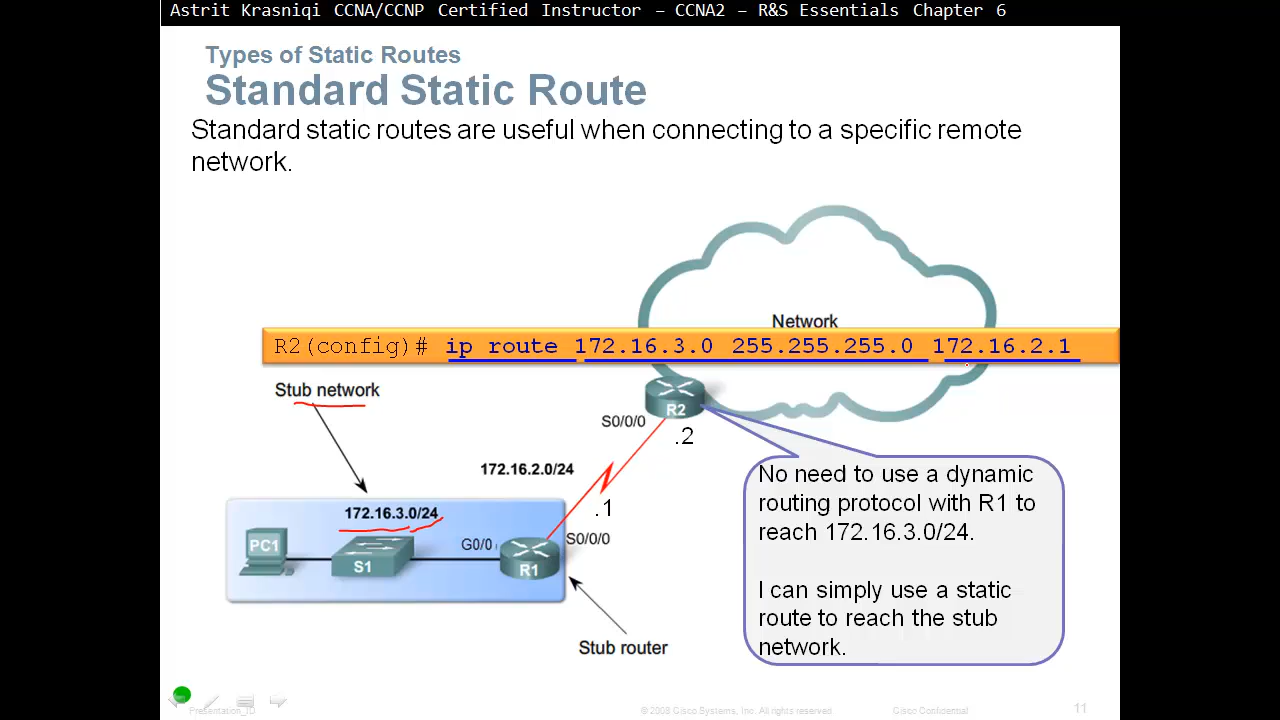 Astrit Krasniqi CCNA/CCNP Certified Instructor – CCNA2 – R&S Essentials Chapter 6
Types of Static Routes
Standard Static Route
Standard static routes are useful when connecting to a specific remote
network.
Network
R2(config)# ip route 172.16.3.0 255.255.255.0 172.16.2.1
Stub network
R2
S0/0/0
.2
172.16.2.0/24
.1
172.16.3.0/24
S0/0/0
G0/0
PC1
S1
R1
Stub router
No need to use a dynamic
routing protocol with R1 to
reach 172.16.3.0/24.
I can simply use a static
route to reach the stub
network.
Presentation_ID
© 2008 Cisco Systems, Inc. All rights reserved.
Cisco Confidential
11